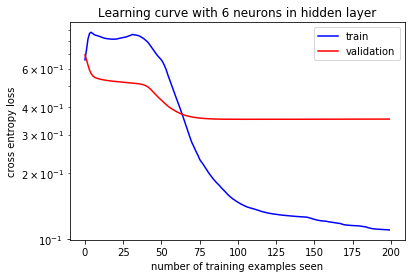 Learning curve with 6 neurons in hidden layer
train
validation
cross entropy loss
6 × 10⁻¹
4 × 10⁻¹
3 × 10⁻¹
2 × 10⁻¹
10⁻¹
0 25 50 75 100 125 150 175 200
number of training examples seen